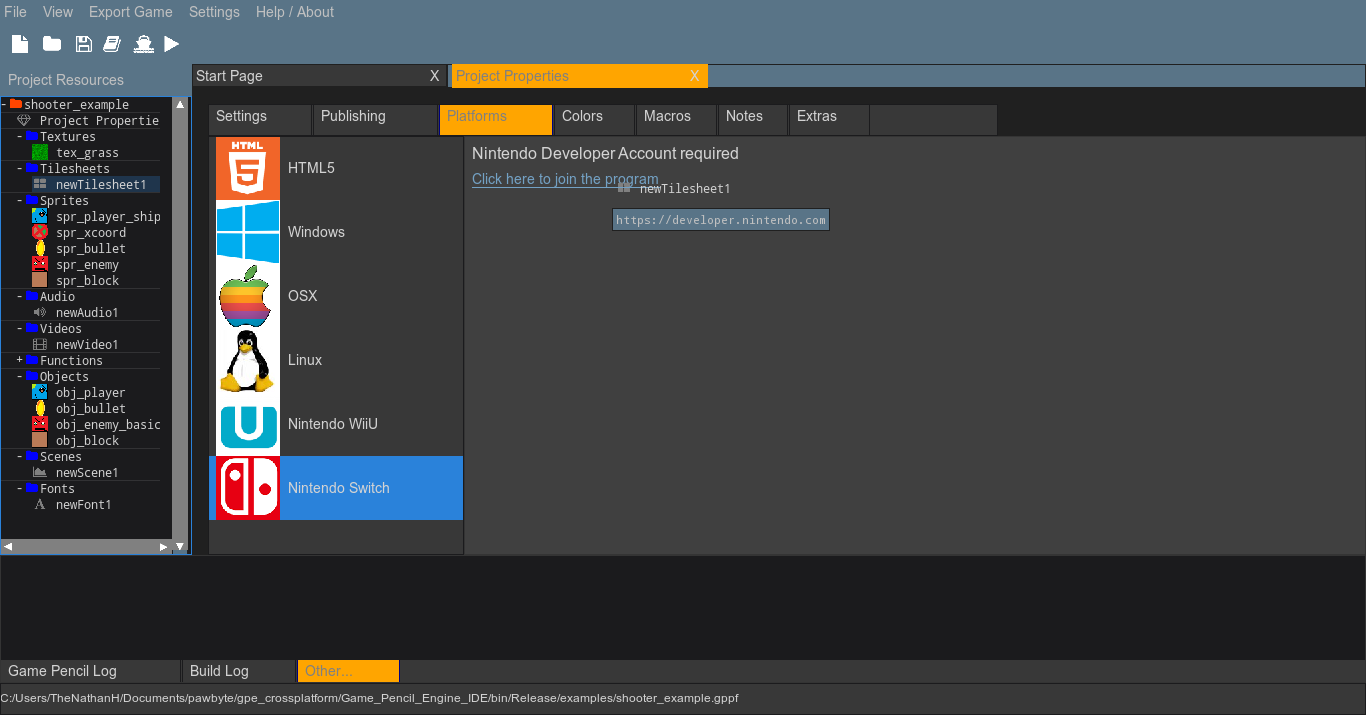 File View Export Game Settings Help / About
Project Resources
Start Page X Project Properties X
Settings Publishing Platforms Colors Macros Notes Extras
- shooter_example
Project Propertie
- Textures
tex_grass
- Tilesheets
newTilesheet1
- Sprites
spr_player_ship
spr_xcoord
spr_bullet
spr_enemy
spr_block
- Audio
newAudio1
- Videos
newVideo1
+ Functions
- Objects
obj_player
obj_bullet
obj_enemy_basic
obj_block
- Scenes
newScene1
- Fonts
A newFont1
HTML
5
HTML5
Windows
OSX
Linux
U
Nintendo WiiU
Nintendo Switch
Nintendo Developer Account required
Click here to join the program
newTilesheet1
https://developer.nintendo.com
Game Pencil Log Build Log Other...
C:/Users/TheNathanH/Documents/pawbyte/gpe_crossplatform/Game_Pencil_Engine_IDE/bin/Release/examples/shooter_example.gppf